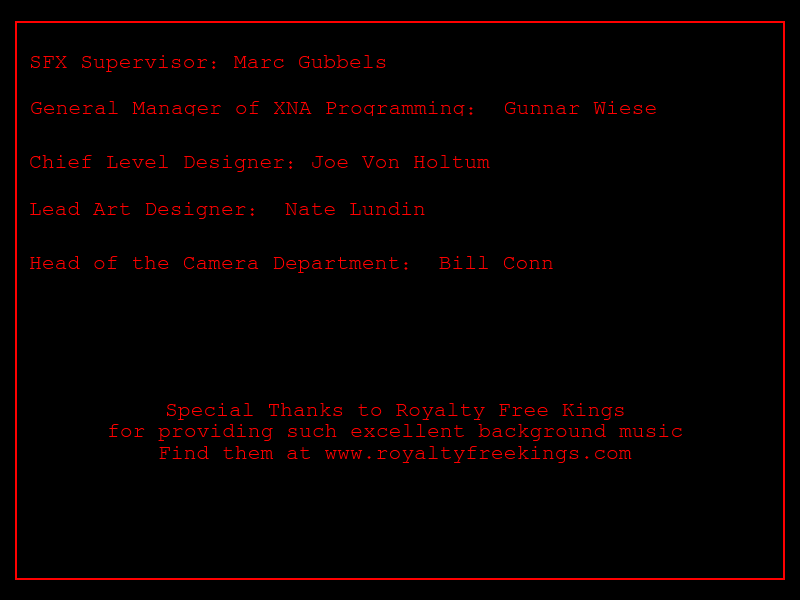 SFX Supervisor: Marc Gubbels
General Manager of XNA Programming:  Gunnar Wiese
Chief Level Designer: Joe Von Holtum
Lead Art Designer:  Nate Lundin
Head of the Camera Department:  Bill Conn
Special Thanks to Royalty Free Kings
for providing such excellent background music
Find them at www.royaltyfreekings.com